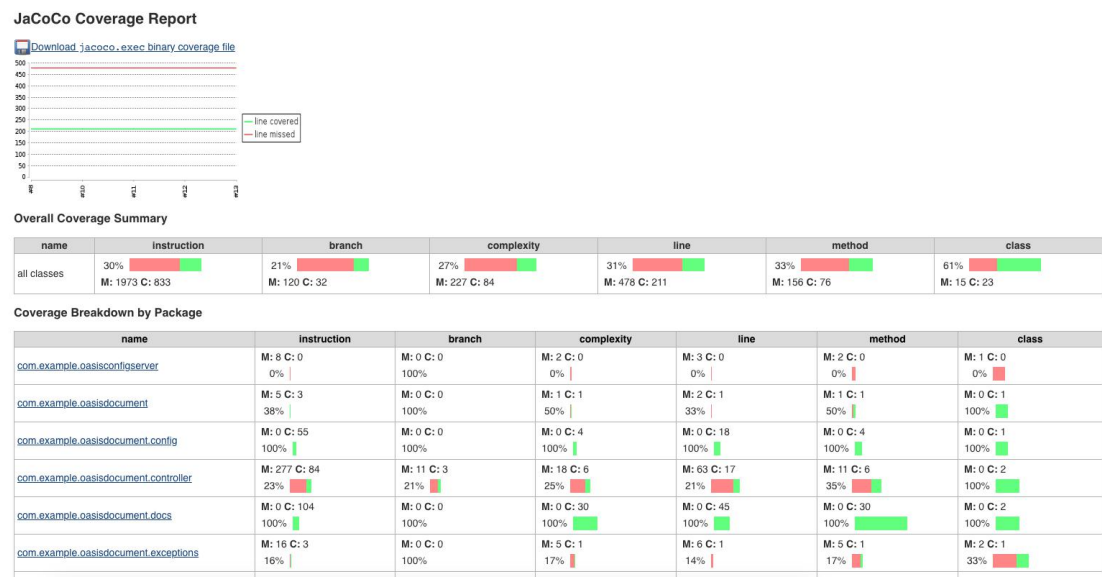 JaCoCo Coverage Report
Download jacoco.exec binary coverage file
500
450
400
350
300
250
200
150
100
50
0
line covered
line missed
#8
#10
#11
#12
#13
Overall Coverage Summary
name instruction branch complexity line method class
all classes
30% 21% 27% 31% 33% 61%
M: 1973 C: 833 M: 120 C: 32 M: 227 C: 84 M: 478 C: 211 M: 156 C: 76 M: 15 C: 23
Coverage Breakdown by Package
name instruction branch complexity line method class
com.example.oasisconfigserver
M: 8 C: 0 M: 0 C: 0 M: 2 C: 0 M: 3 C: 0 M: 2 C: 0 M: 1 C: 0
0% 100% 0% 0% 0% 0%
com.example.oasisdocument
M: 5 C: 3 M: 0 C: 0 M: 1 C: 1 M: 2 C: 1 M: 1 C: 1 M: 0 C: 1
38% 100% 50% 33% 50% 100%
com.example.oasisdocument.config
M: 0 C: 55 M: 0 C: 0 M: 0 C: 4 M: 0 C: 18 M: 0 C: 4 M: 0 C: 1
100% 100% 100% 100% 100% 100%
com.example.oasisdocument.controller
M: 277 C: 84 M: 11 C: 3 M: 18 C: 6 M: 63 C: 17 M: 11 C: 6 M: 0 C: 2
23% 21% 25% 21% 35% 100%
com.example.oasisdocument.docs
M: 0 C: 104 M: 0 C: 0 M: 0 C: 30 M: 0 C: 45 M: 0 C: 30 M: 0 C: 2
100% 100% 100% 100% 100% 100%
com.example.oasisdocument.exceptions
M: 16 C: 3 M: 0 C: 0 M: 5 C: 1 M: 6 C: 1 M: 5 C: 1 M: 2 C: 1
16% 100% 17% 14% 17% 33%